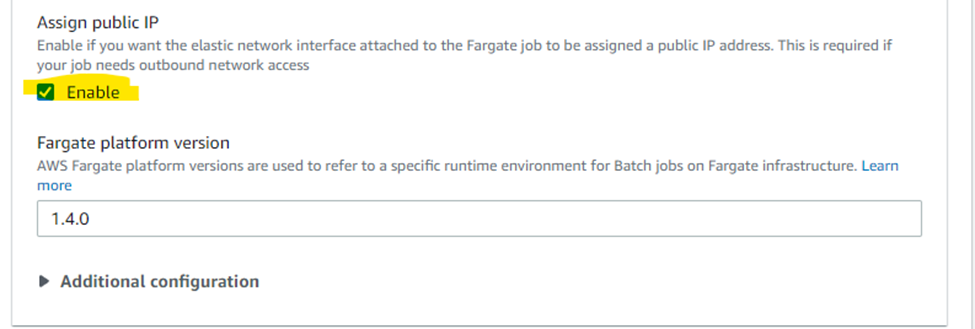 Assign public IP
Enable if you want the elastic network interface attached to the Fargate job to be assigned a public IP address. This is required if
your job needs outbound network access
Enable
Fargate platform version
AWS Fargate platform versions are used to refer to a specific runtime environment for Batch jobs on Fargate infrastructure. Learn
more
1.4.0
Additional configuration